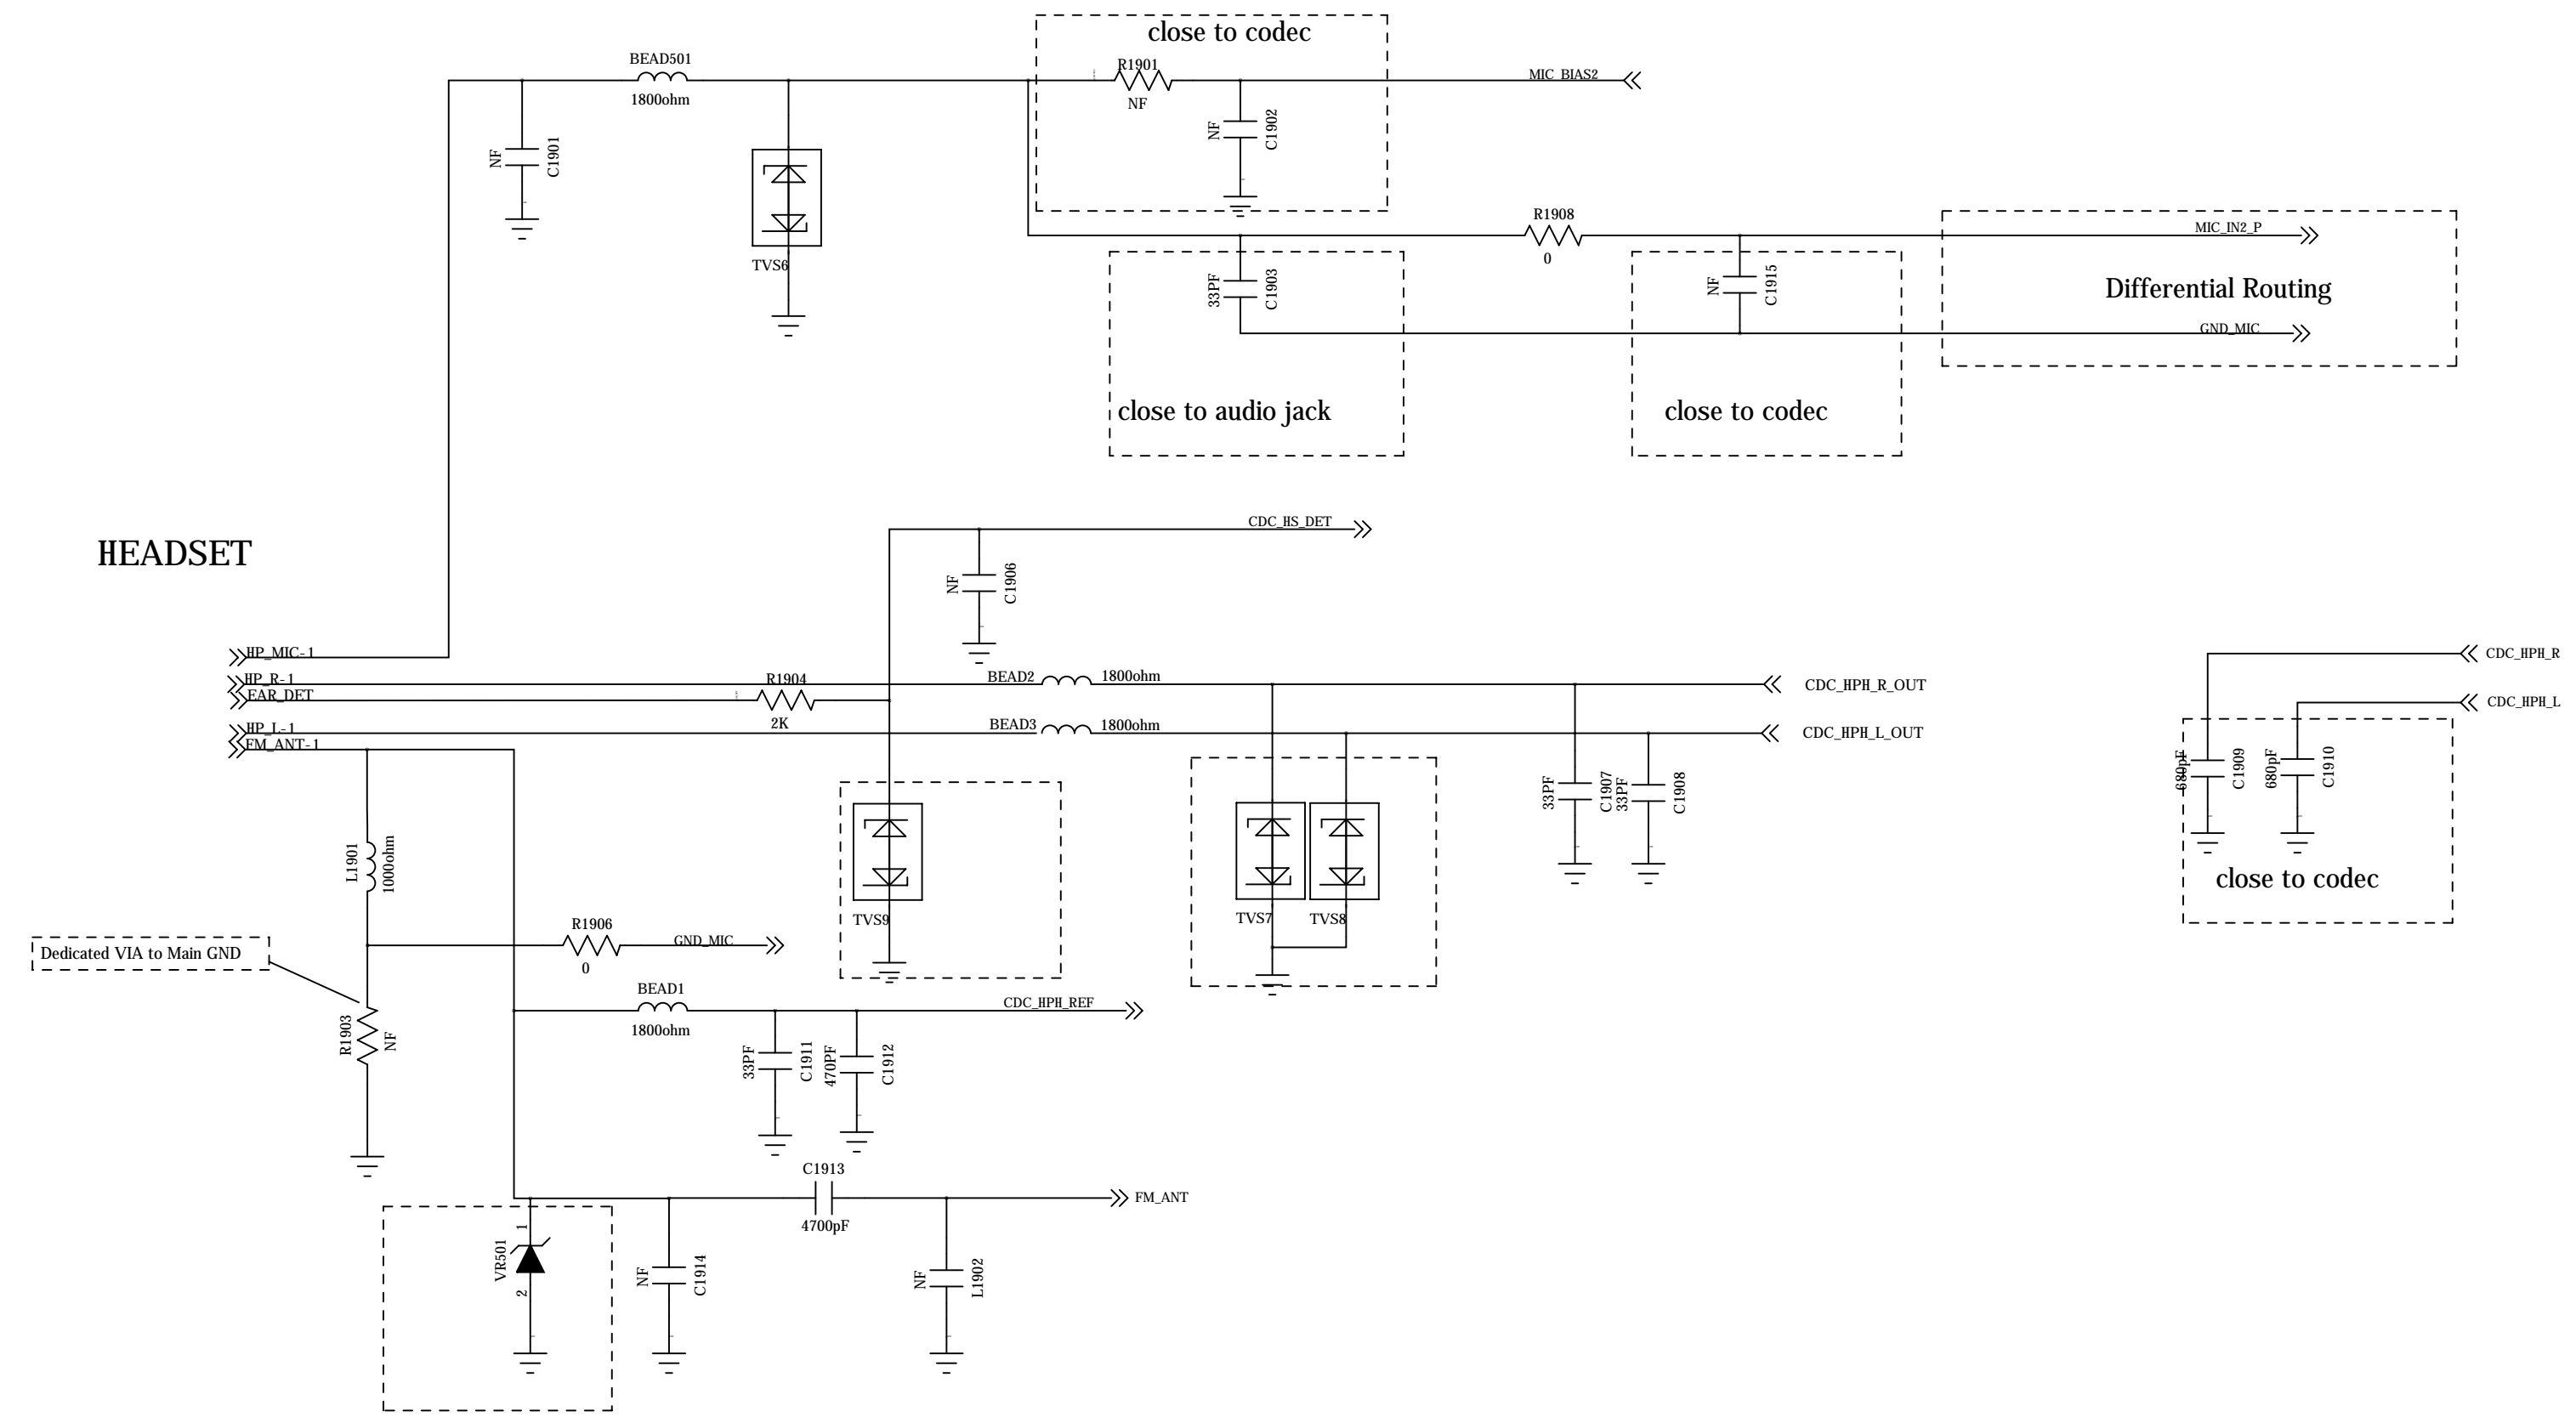 close to codec
BEAD501
1800ohm
R1901
NF
MIC_BIAS2
NF
C1902
NF
C1901
TVS6
R1908
0
MIC_IN2_P
33PF
C1903
NF
C1915
Differential Routing
GND_MIC
close to audio jack
close to codec
CDC_HS_DET
HEADSET
NF
C1906
HP_MIC-1
HP_R-1
EAR_DET
R1904
2K
BEAD2
1800ohm
CDC_HPH_R_OUT
HP_L-1
FM_ANT-1
BEAD3
1800ohm
CDC_HPH_L_OUT
CDC_HPH_R
CDC_HPH_L
33PF
C1907
33PF
C1908
680pF
C1909
680pF
C1910
close to codec
L1901
1000ohm
TVS9
TVS7
TVS8
R1906
0
GND_MIC
Dedicated VIA to Main GND
BEAD1
1800ohm
CDC_HPH_REF
R1903
NF
33PF
C1911
470PF
C1912
C1913
4700pF
FM_ANT
1
VR501
2
NF
C1914
NF
L1902